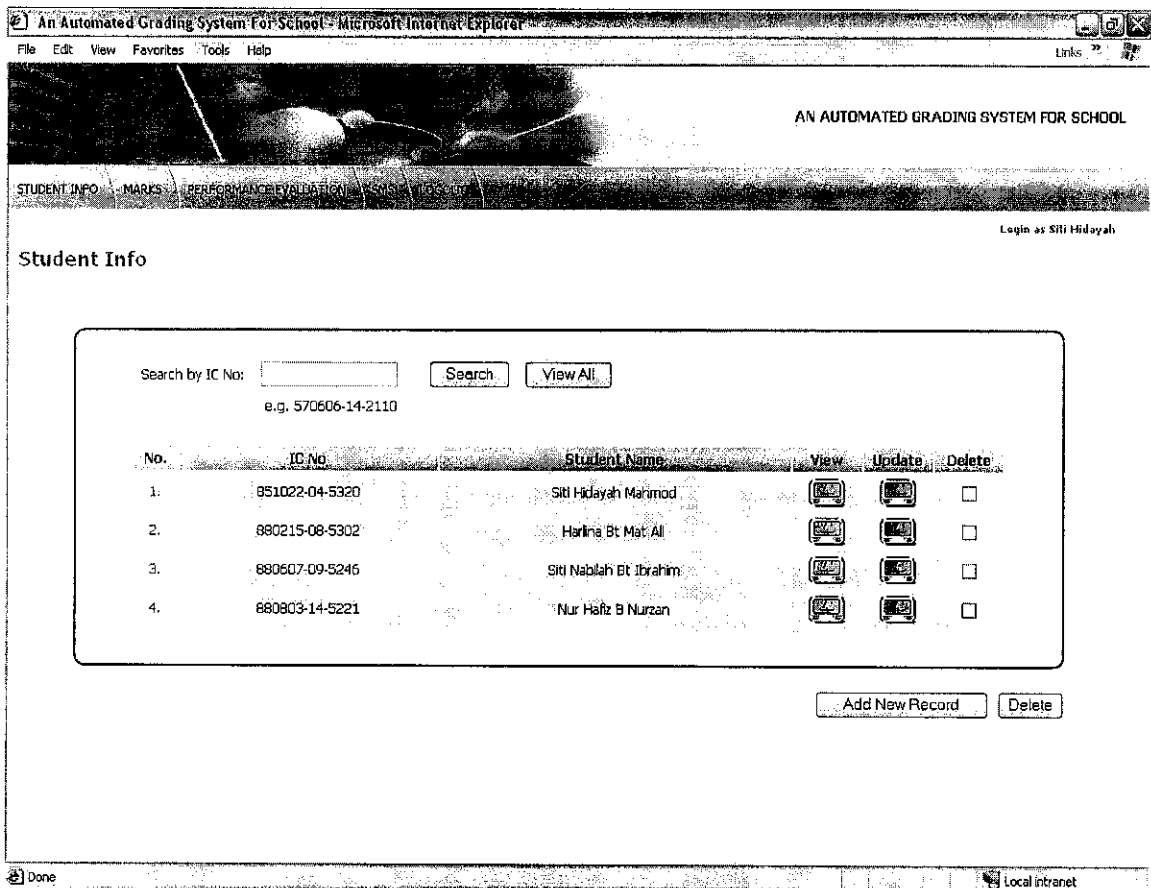 An Automated Grading System For School - Microsoft Internet Explorer
File Edit View Favorites Tools Help Links »
AN AUTOMATED GRADING SYSTEM FOR SCHOOL
STUDENT INFO MARKS PERFORMANCE EVALUATION SMS LOGOUT
Login as Siti Hidayah
Student Info
Search by IC No: Search View All
e.g. 570606-14-2110
No. IC No Student Name View Update Delete
1. 851022-04-5320 Siti Hidayah Mahmod
2. 880215-08-5302 Harlina Bt Mat Ali
3. 880607-09-5246 Siti Nabilah Bt Ibrahim
4. 880803-14-5221 Nur Hafiz B Nurzan
Add New Record Delete
Done Local intranet